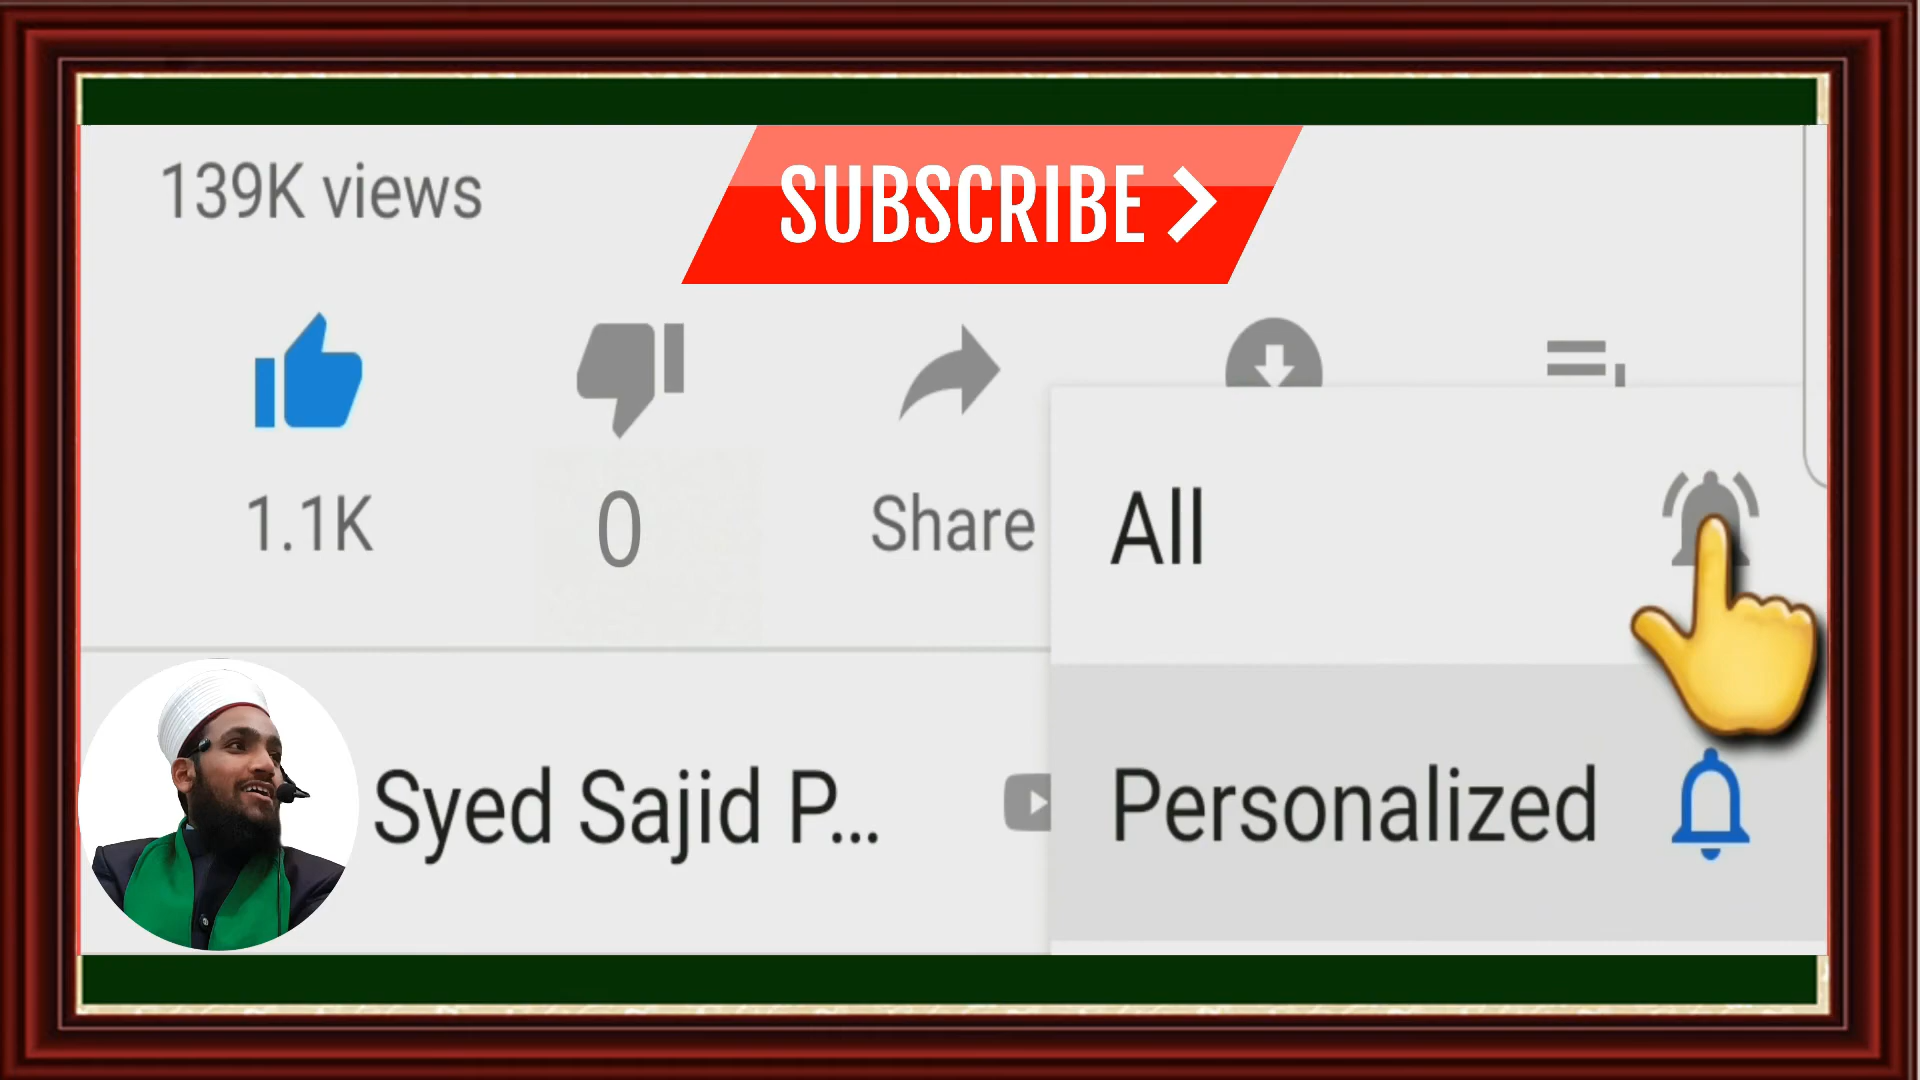 139K views
SUBSCRIBE
1.1K
0
Share
All
Syed Sajid P...
Personalized